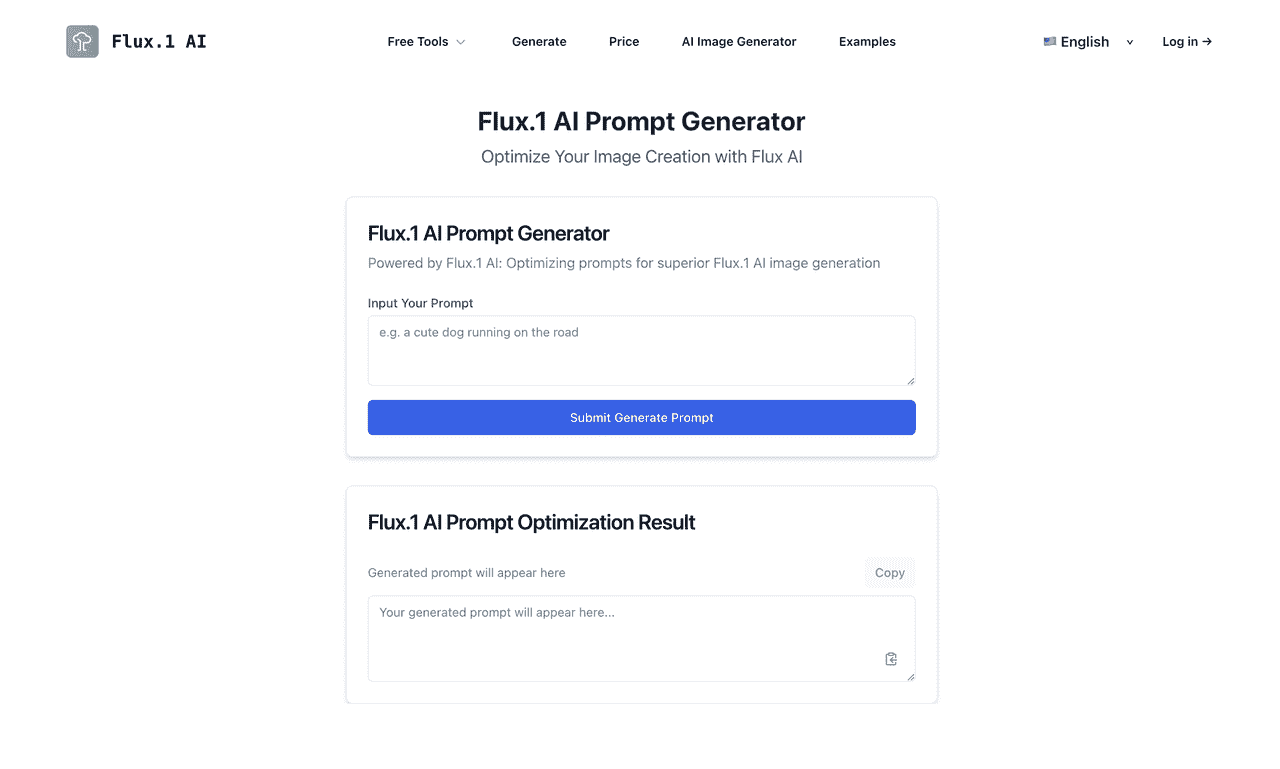 Flux.1 AI
Free Tools
Generate
Price
AI Image Generator
Examples
English
Log in →
Flux.1 AI Prompt Generator
Optimize Your Image Creation with Flux AI
Flux.1 AI Prompt Generator
Powered by Flux.1 AI: Optimizing prompts for superior Flux.1 AI image generation
Input Your Prompt
e.g. a cute dog running on the road
Submit Generate Prompt
Flux.1 AI Prompt Optimization Result
Generated prompt will appear here
Copy
Your generated prompt will appear here...